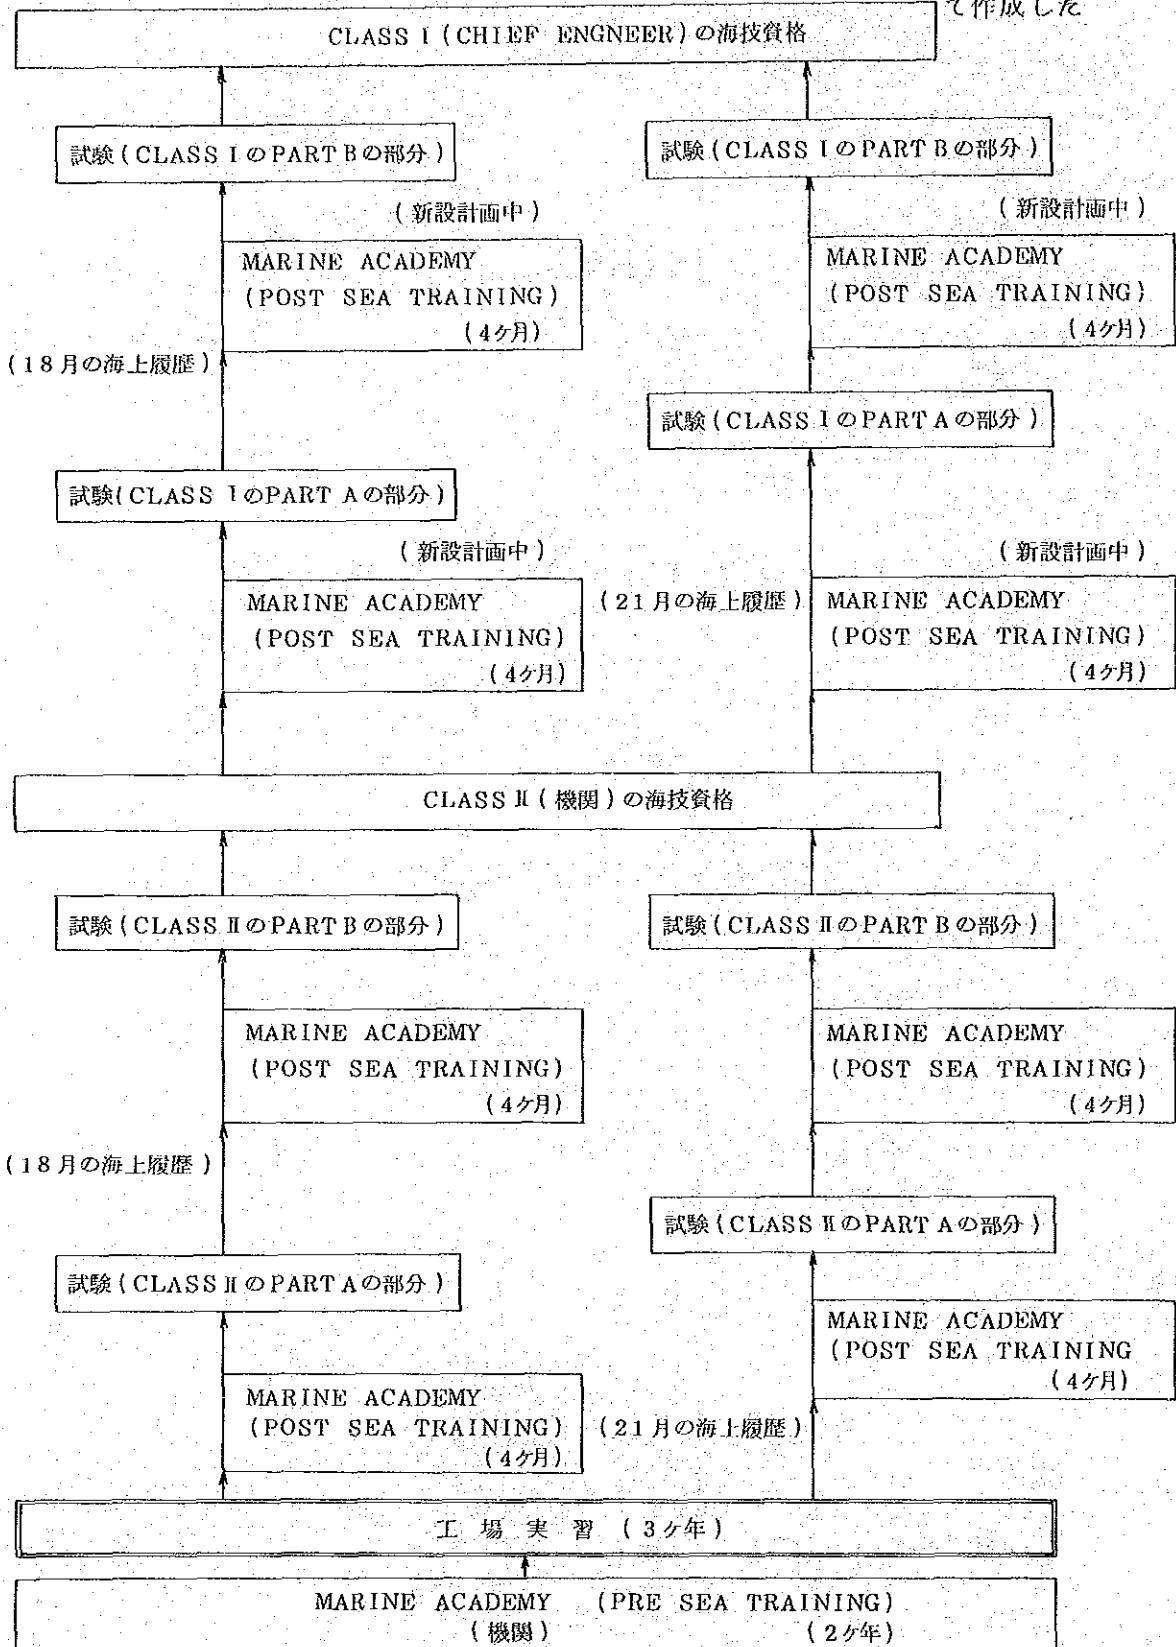 て作成した
CLASS I (CHIEF ENGNEER)の海技資格
試験(CLASS IのPART Bの部分)
試験(CLASS IのPART Bの部分)
(新設計画中)
(新設計画中)
MARINE ACADEMY
(POST SEA TRAINING)
(4ケ月)
MARINE ACADEMY
(POST SEA TRAINING)
(4ケ月)
(18月の海上履歴)
試験(CLASS IのPART Aの部分)
試験(CLASS IのPART Aの部分)
(新設計画中)
(新設計画中)
MARINE ACADEMY
(POST SEA TRAINING)
(4ケ月)
(21月の海上履歴)
MARINE ACADEMY
(POST SEA TRAINING)
(4ケ月)
CLASS II(機関)の海技資格
試験(CLASS IIのPART Bの部分)
試験(CLASS IIのPART Bの部分)
MARINE ACADEMY
(POST SEA TRAINING)
(4ケ月)
MARINE ACADEMY
(POST SEA TRAINING)
(4ケ月)
(18月の海上履歴)
試験(CLASS IIのPART Aの部分)
試験(CLASS IIのPART Aの部分)
MARINE ACADEMY
(POST SEA TRAINING
(4ケ月)
MARINE ACADEMY
(POST SEA TRAINING)
(4ケ月)
(21月の海上履歴)
工場実習(3ケ年)
MARINE ACADEMY (PRE SEA TRAINING)
(機関) (2ケ年)